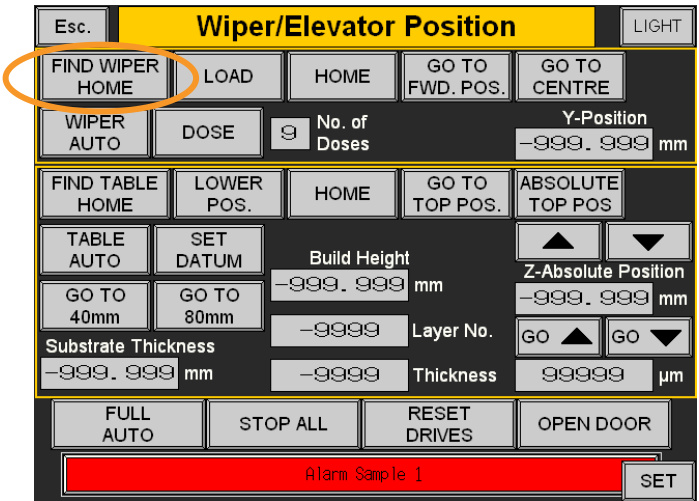 Esc.
Wiper/Elevator Position
LIGHT
FIND WIPER
HOME
LOAD
HOME
GO TO
FWD. POS.
GO TO
CENTRE
WIPER
AUTO
DOSE
9
No. of
Doses
Y-Position
-999.999 mm
FIND TABLE
HOME
LOWER
POS.
HOME
GO TO
TOP POS.
ABSOLUTE
TOP POS
TABLE
AUTO
SET
DATUM
Build Height
-999.999 mm
Z-Absolute Position
-999.999 mm
GO TO
40mm
GO TO
80mm
-9999 Layer No.
GO
GO
Substrate Thickness
-999.999 mm
-9999 Thickness
99999 µm
FULL
AUTO
STOP ALL
RESET
DRIVES
OPEN DOOR
Alarm Sample 1
SET